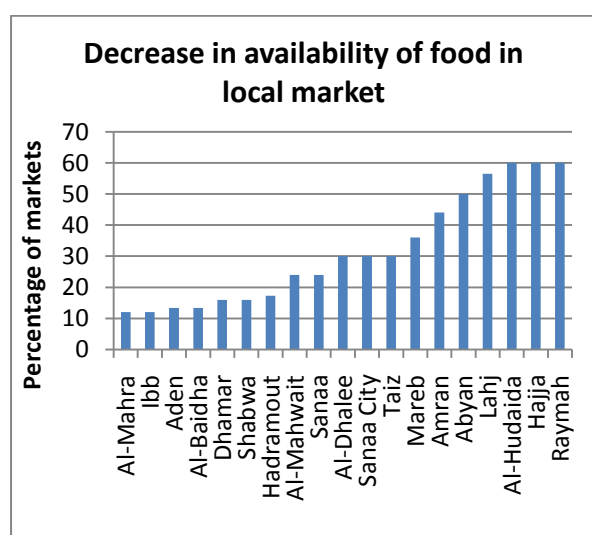 Decrease in availability of food in
local market
Percentage of markets
70
60
50
40
30
20
10
0
Al-Mahra
Ibb
Aden
Al-Baidha
Dhamar
Shabwa
Hadramout
Al-Mahwait
Sanaa
Al-Dhalee
Sanaa City
Taiz
Mareb
Amran
Abyan
Lahj
Al-Hudaida
Hajja
Raymah